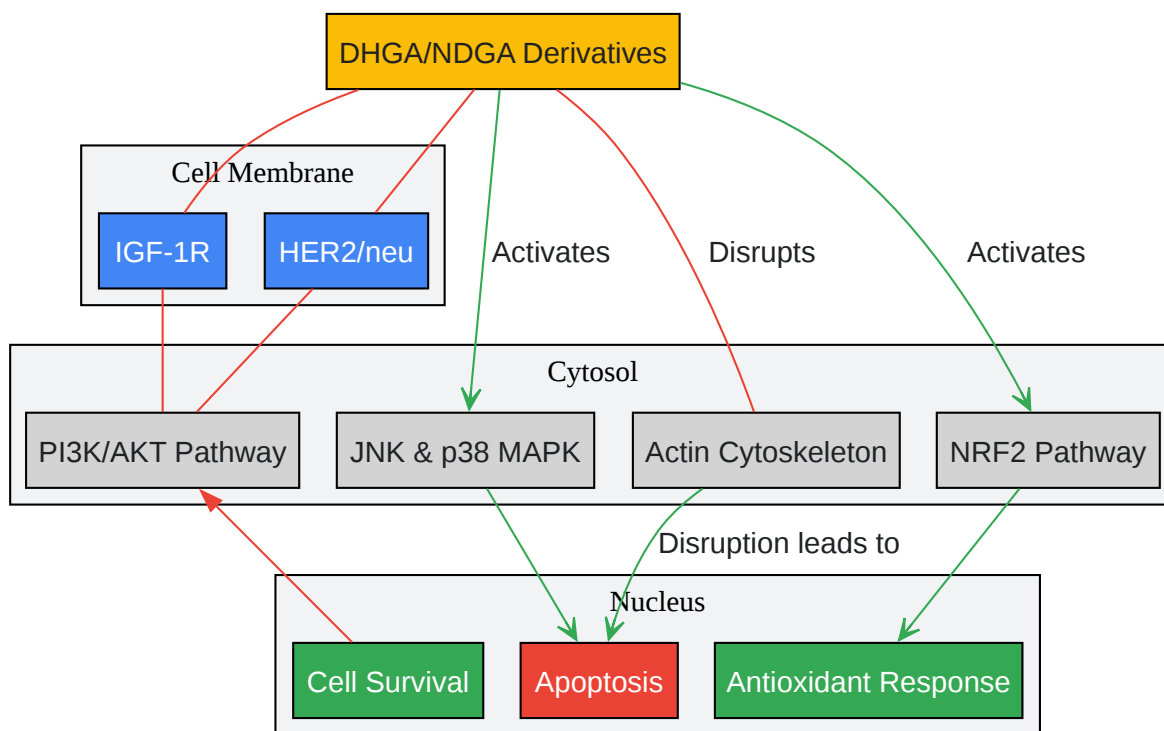 DHGA/NDGA Derivatives
Cell Membrane
IGF-1R
HER2/neu
Activates
Disrupts
Activates
Cytosol
PI3K/AKT Pathway
JNK & p38 MAPK
Actin Cytoskeleton
NRF2 Pathway
Disruption leads to
Nucleus
Cell Survival
Apoptosis
Antioxidant Response